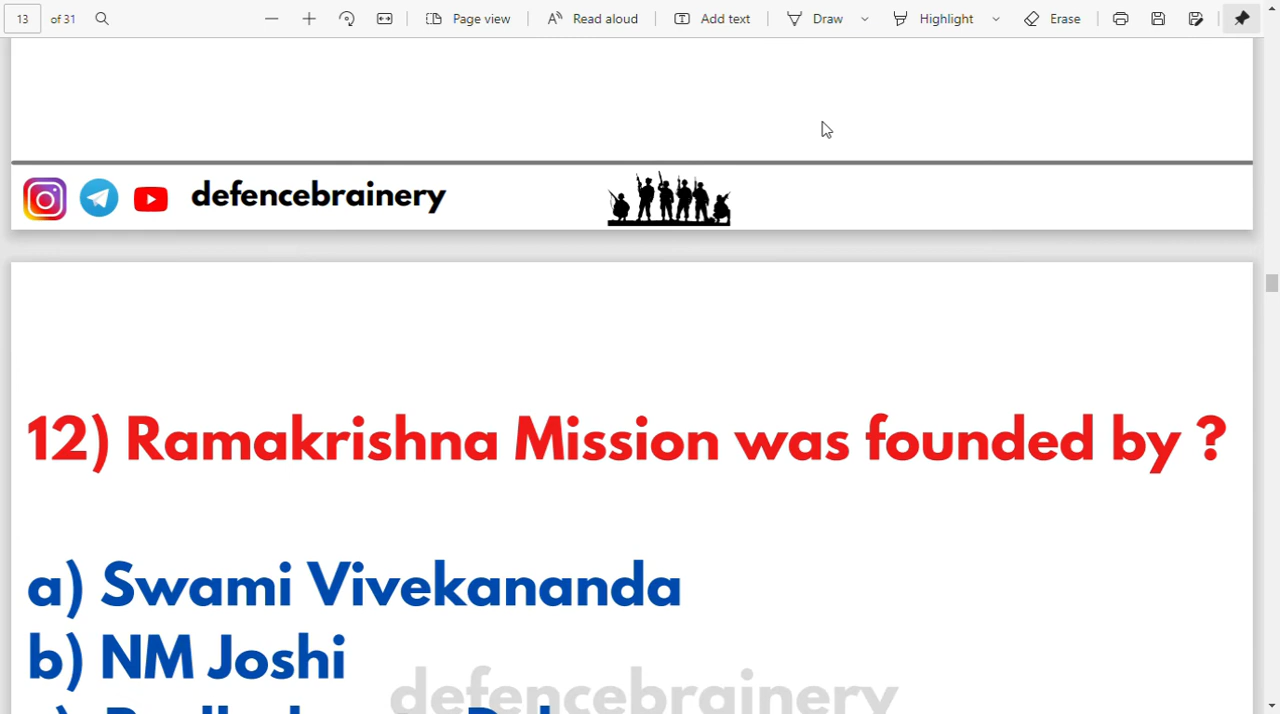 13 of 31 Page view Read aloud Add text Draw Highlight Erase
defencebrainery
12) Ramakrishna Mission was founded by ?
a) Swami Vivekananda
b) NM Joshi
defencebrainery